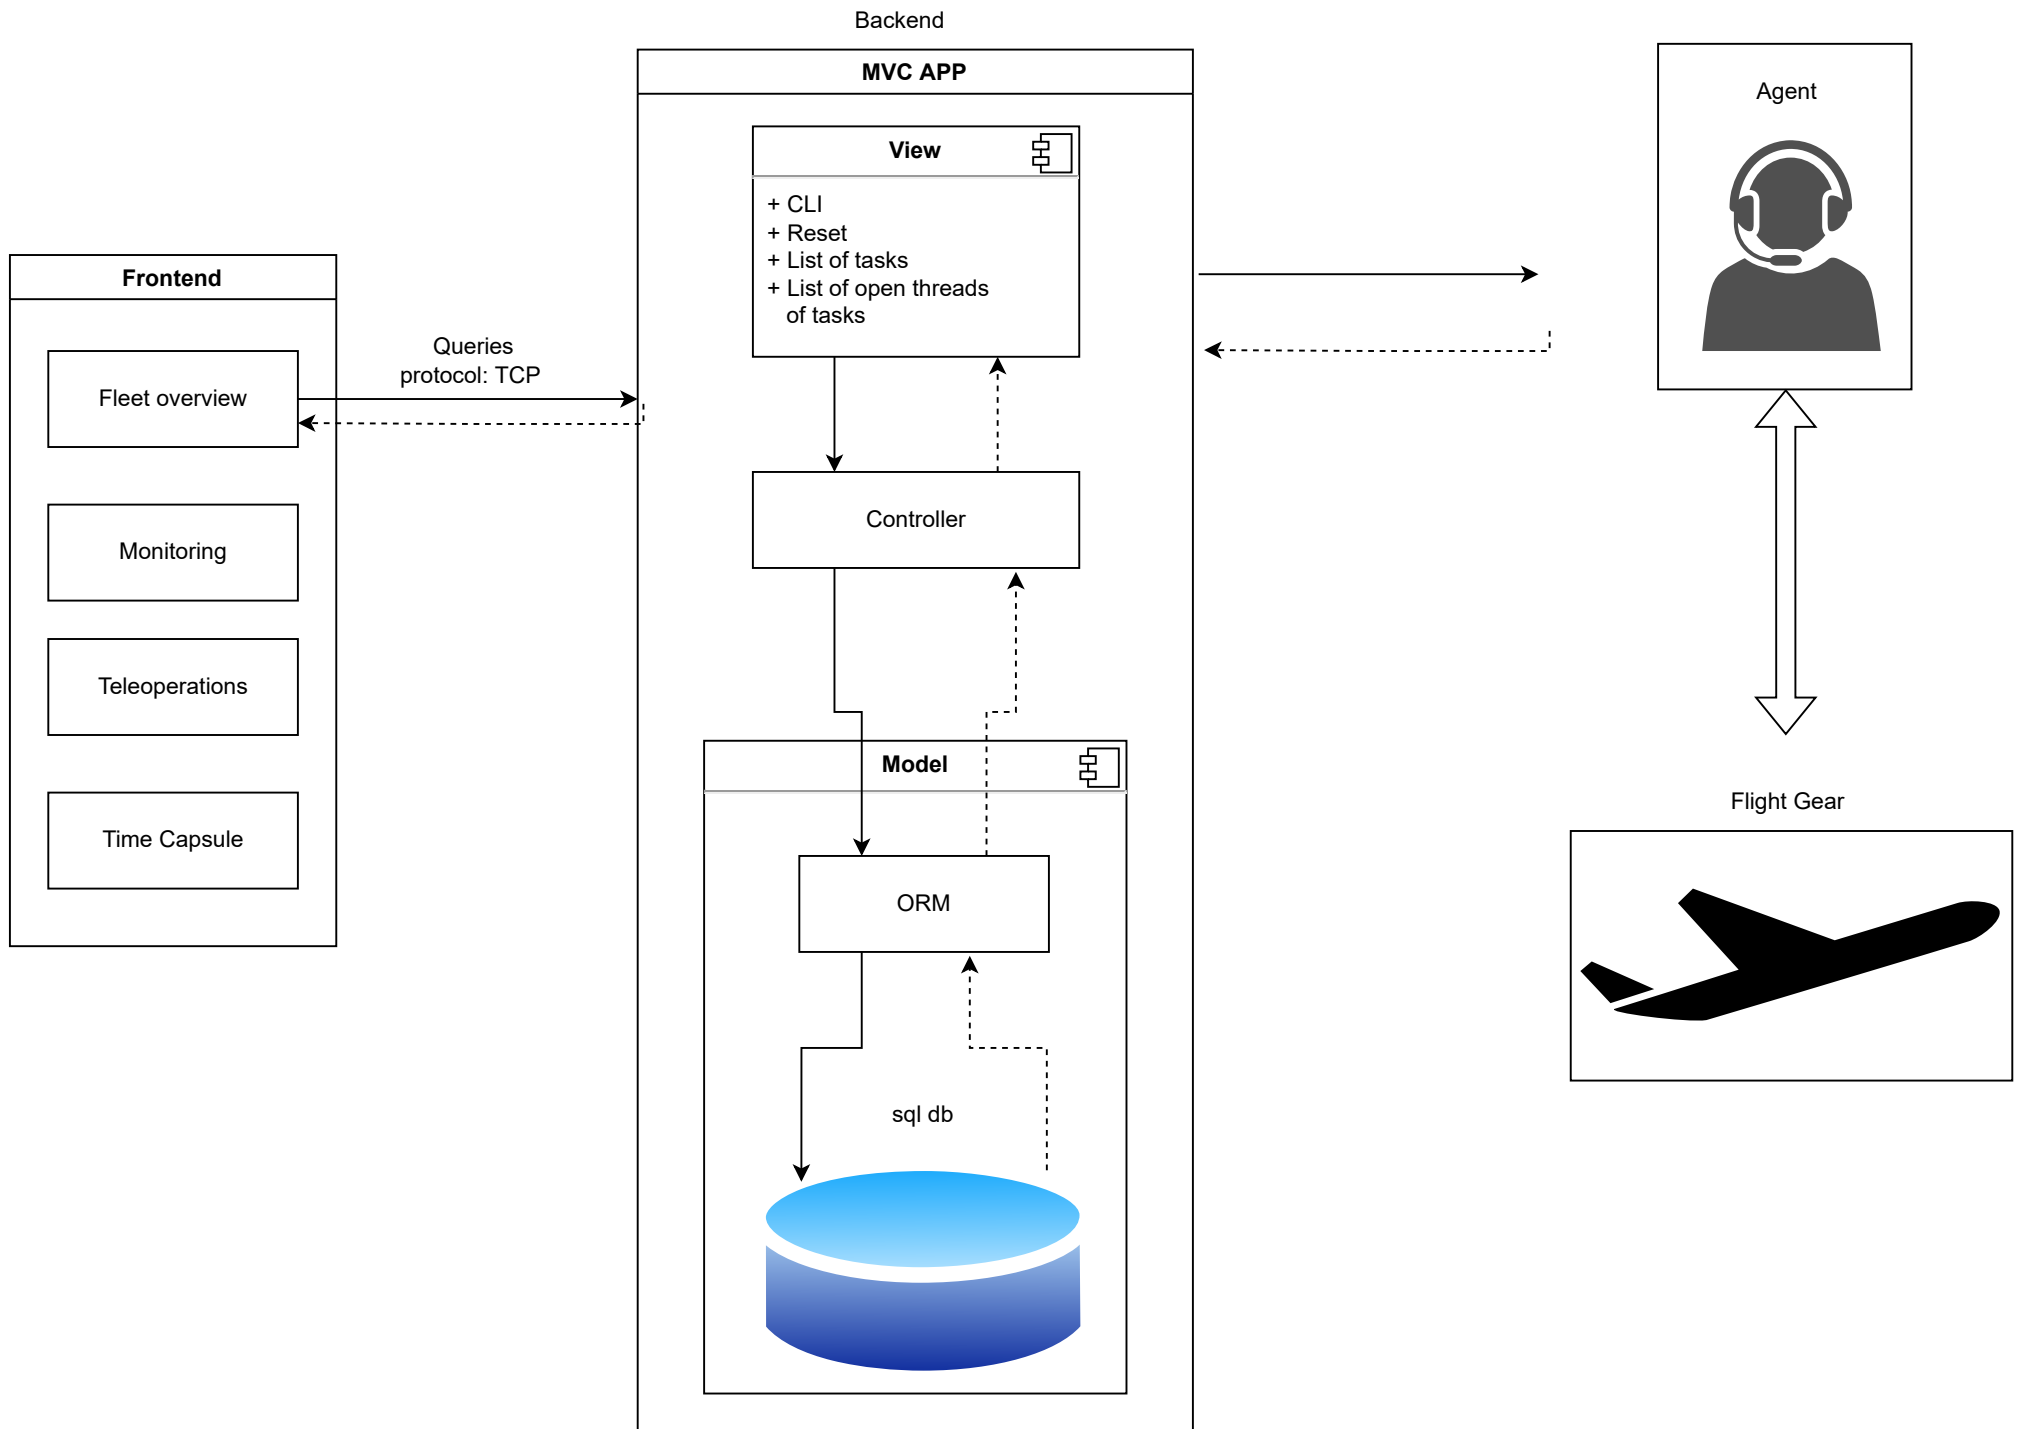 Backend
MVC APP
View
+ CLI
+ Reset
+ List of tasks
+ List of open threads
of tasks
Agent
Frontend
Fleet overview
Monitoring
Teleoperations
Time Capsule
Queries
protocol: TCP
Controller
Model
ORM
sql db
Flight Gear